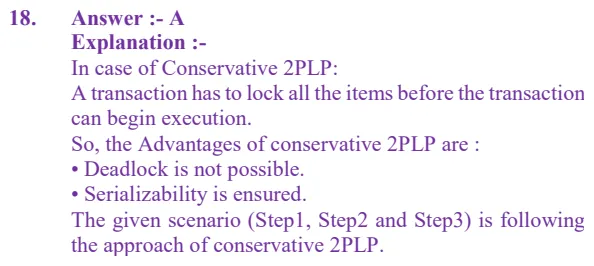 18. Answer :- A
Explanation :-
In case of Conservative 2PLP:
A transaction has to lock all the items before the transaction
can begin execution.
So, the Advantages of conservative 2PLP are :
• Deadlock is not possible.
• Serializability is ensured.
The given scenario (Step1, Step2 and Step3) is following
the approach of conservative 2PLP.